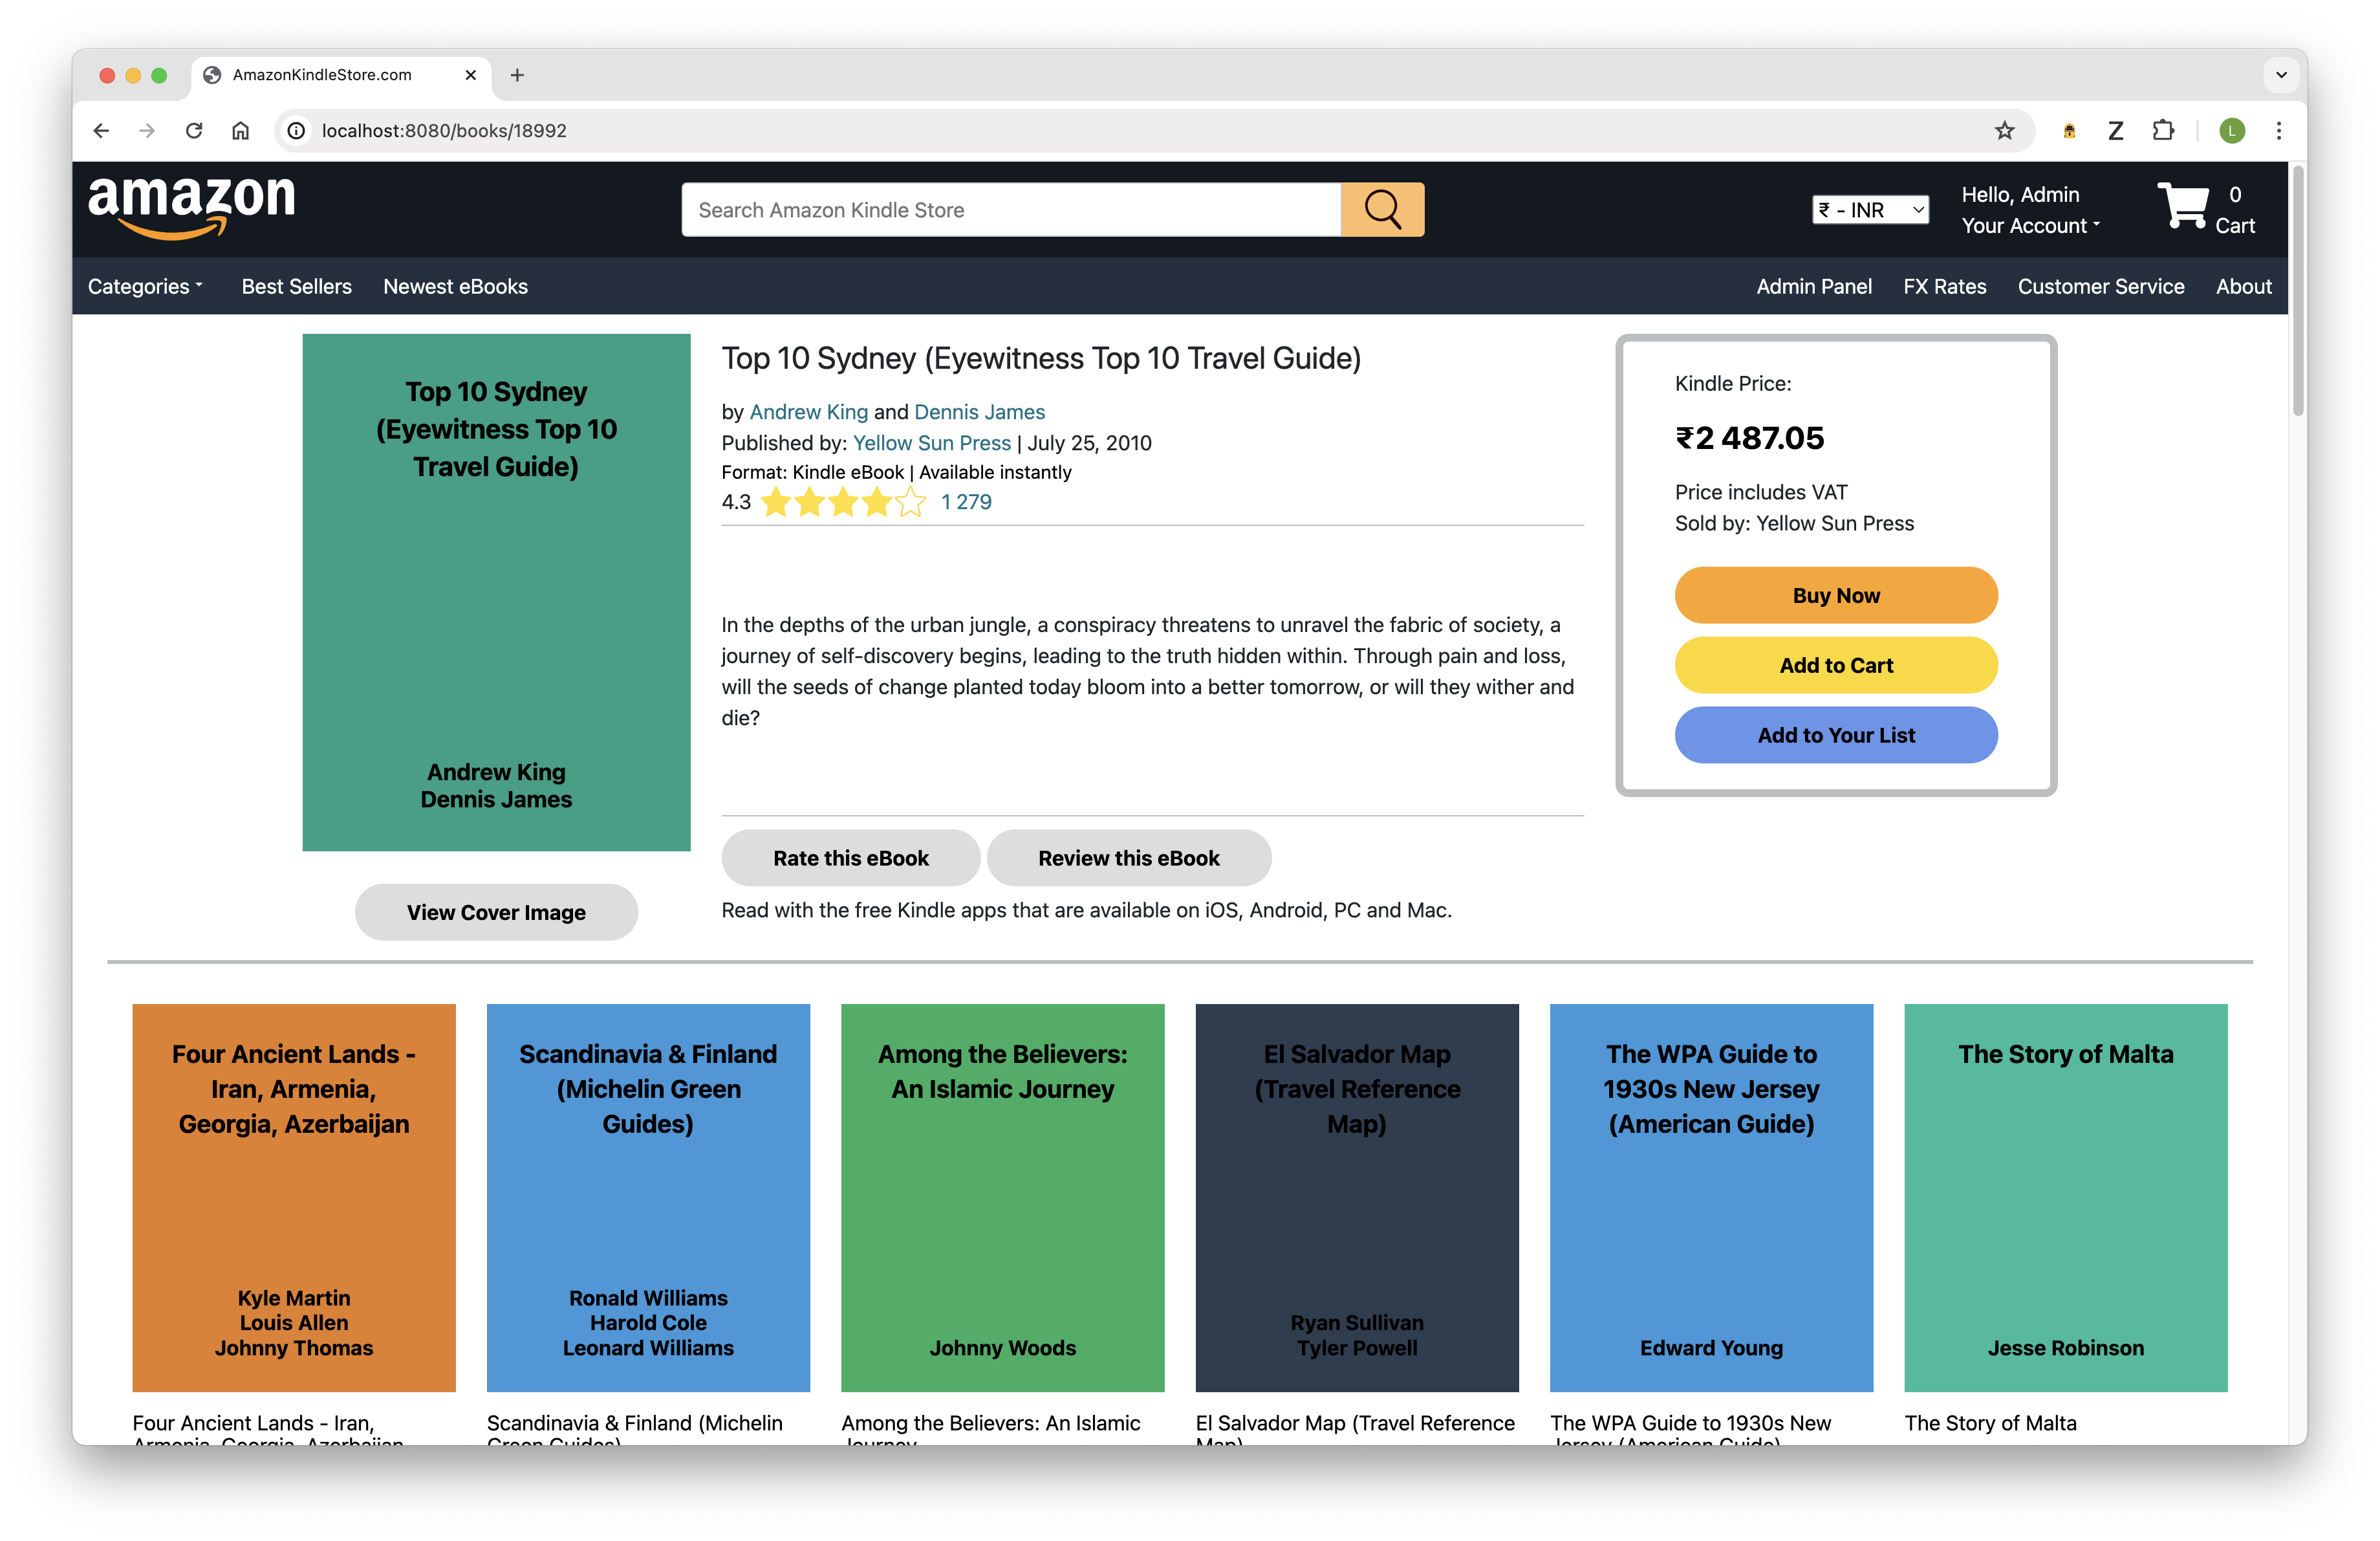 AmazonKindleStore.com
localhost:8080/books/18992
Z
L
amazon
Search Amazon Kindle Store
₹ - INR
Hello, Admin
Your Account
0
Cart
Categories
Best Sellers
Newest eBooks
Admin Panel
FX Rates
Customer Service
About
Top 10 Sydney
(Eyewitness Top 10
Travel Guide)
Andrew King
Dennis James
View Cover Image
Top 10 Sydney (Eyewitness Top 10 Travel Guide)
by Andrew King and Dennis James
Published by: Yellow Sun Press | July 25, 2010
Format: Kindle eBook | Available instantly
4.3
1 279
In the depths of the urban jungle, a conspiracy threatens to unravel the fabric of society, a
journey of self-discovery begins, leading to the truth hidden within. Through pain and loss,
will the seeds of change planted today bloom into a better tomorrow, or will they wither and
die?
Rate this eBook
Review this eBook
Read with the free Kindle apps that are available on iOS, Android, PC and Mac.
Kindle Price:
₹2 487.05
Price includes VAT
Sold by: Yellow Sun Press
Buy Now
Add to Cart
Add to Your List
Four Ancient Lands -
Iran, Armenia,
Georgia, Azerbaijan
Kyle Martin
Louis Allen
Johnny Thomas
Four Ancient Lands - Iran,
Armenia, Georgia, Azerbaijan
Scandinavia & Finland
(Michelin Green
Guides)
Ronald Williams
Harold Cole
Leonard Williams
Scandinavia & Finland (Michelin
Green Guides)
Among the Believers:
An Islamic Journey
Johnny Woods
Among the Believers: An Islamic
Journey
El Salvador Map
(Travel Reference
Map)
Ryan Sullivan
Tyler Powell
El Salvador Map (Travel Reference
Map)
The WPA Guide to
1930s New Jersey
(American Guide)
Edward Young
The WPA Guide to 1930s New
Jersey (American Guide)
The Story of Malta
Jesse Robinson
The Story of Malta